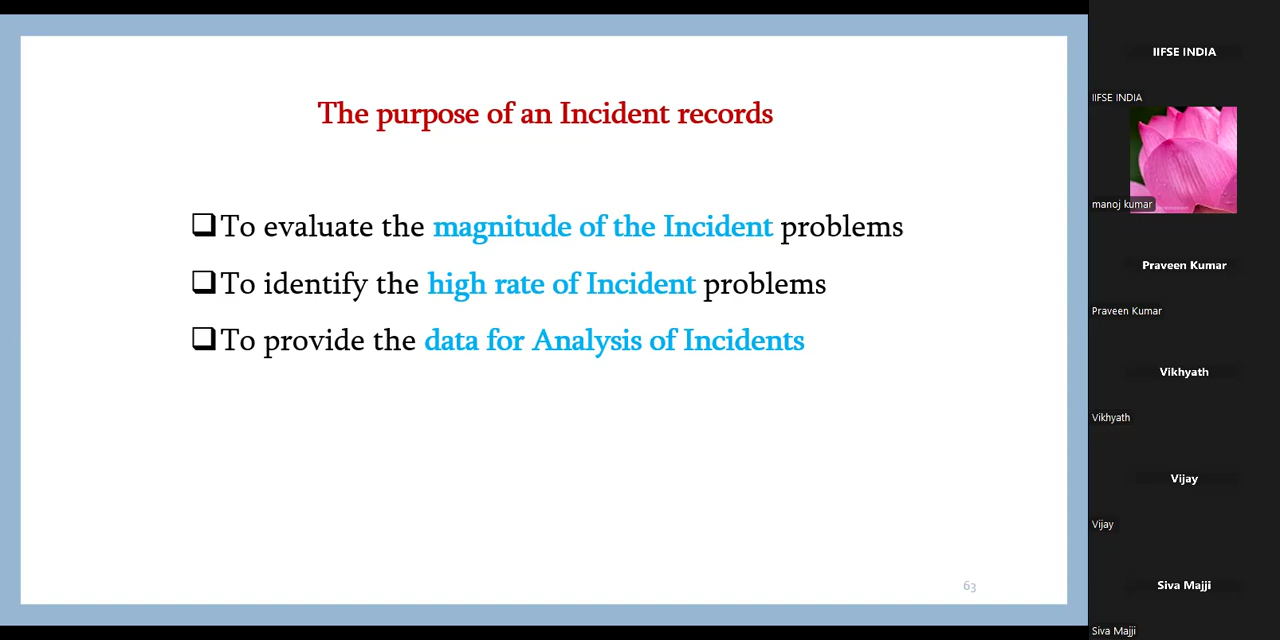 The purpose of an Incident records
❑To evaluate the magnitude of the Incident problems
❑To identify the high rate of Incident problems
❑To provide the data for Analysis of Incidents
63
IIFSE INDIA
IIFSE INDIA
manoj kumar
Praveen Kumar
Praveen Kumar
Vikhyath
Vikhyath
Vijay
Vijay
Siva Majji
Siva Majji